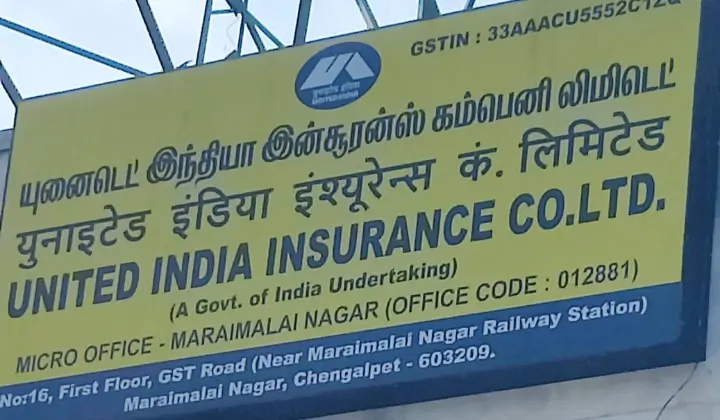 GSTIN : 33AAACU5552C1ZQ
யுனைடெட் இந்தியா இன்சூரன்ஸ் கம்பெனி லிமிடெட்
युनाइटेड इंडिया इंश्यूरेन्स कं. लिमिटेड
UNITED INDIA INSURANCE CO.LTD.
(A Govt. of India Undertaking)
MICRO OFFICE - MARAIMALAI NAGAR (OFFICE CODE : 012881)
No:16, First Floor, GST Road (Near Maraimalai Nagar Railway Station)
Maraimalai Nagar, Chengalpet - 603209.